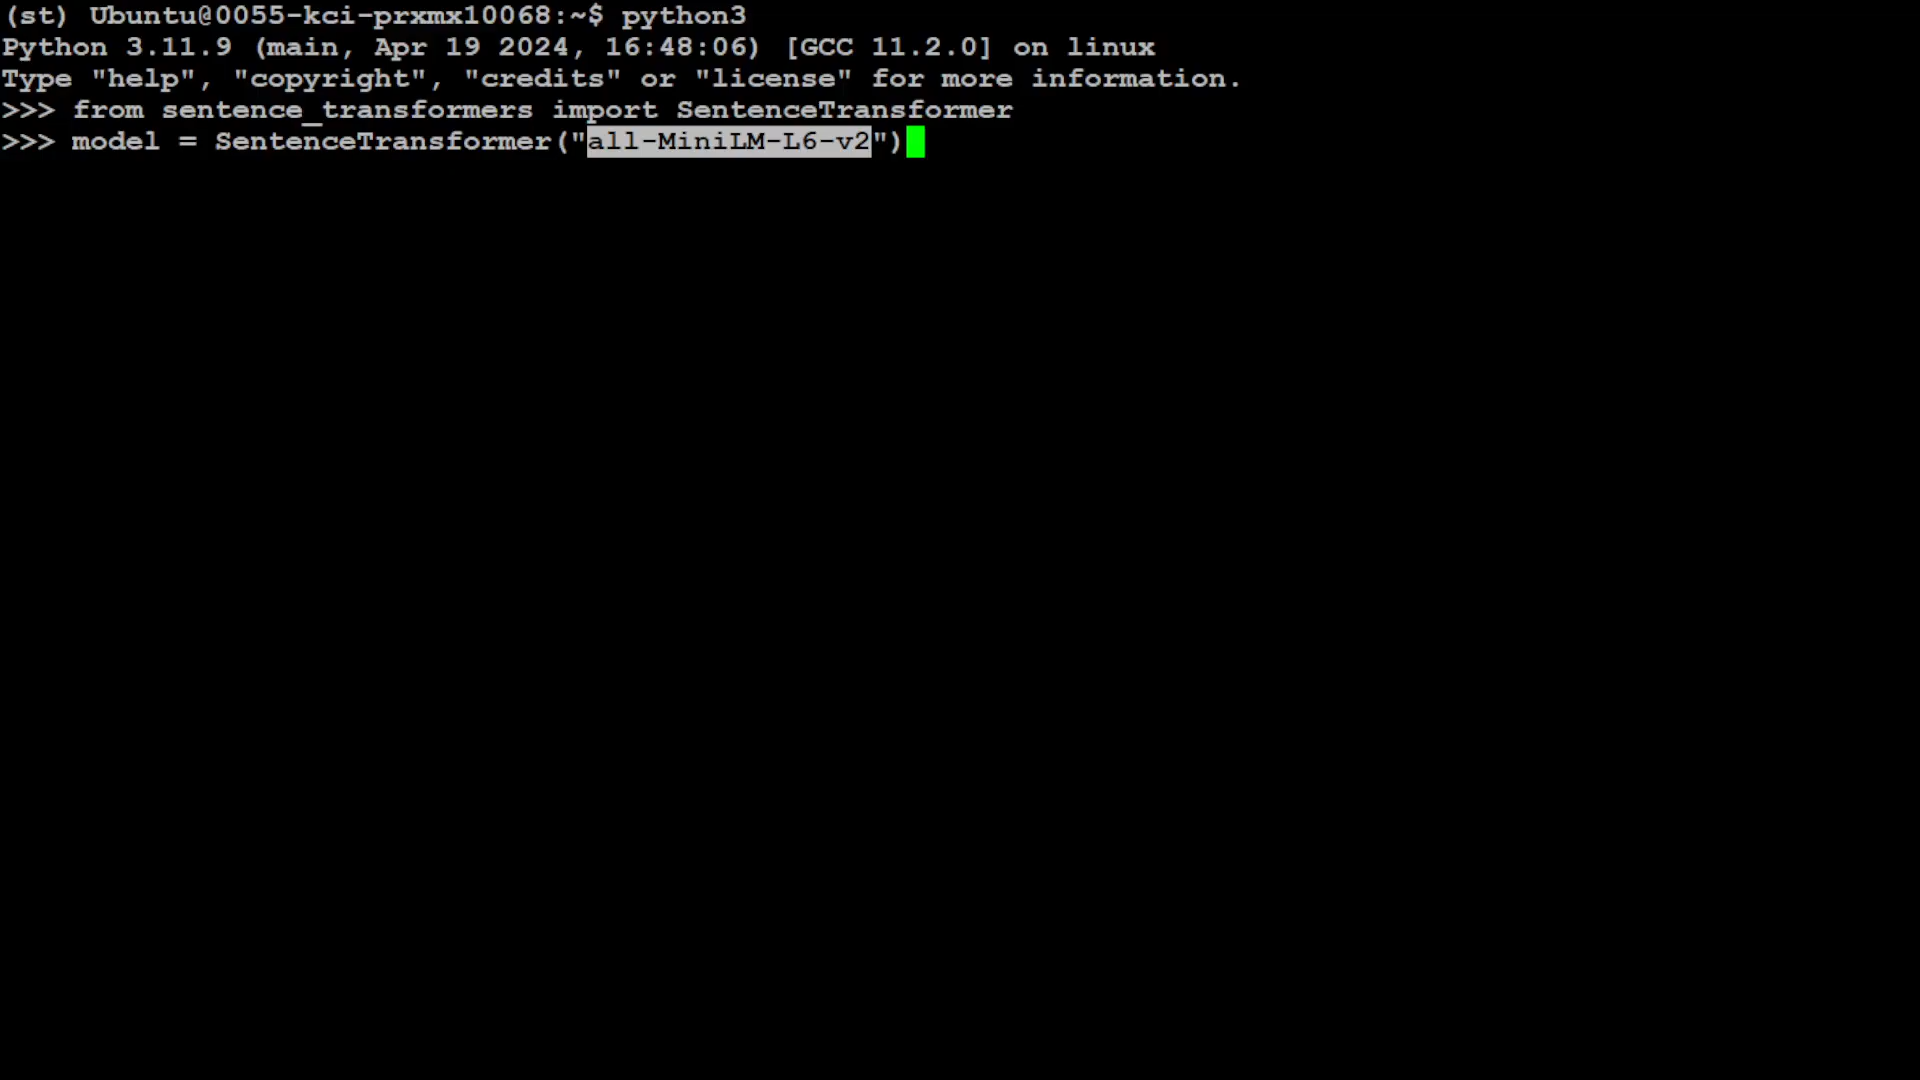 (st) Ubuntu@0055-kci-prxmx10068:~$ python3
Python 3.11.9 (main, Apr 19 2024, 16:48:06) [GCC 11.2.0] on linux
Type "help", "copyright", "credits" or "license" for more information.
>>> from sentence_transformers import SentenceTransformer
>>> model = SentenceTransformer("all-MiniLM-L6-v2")